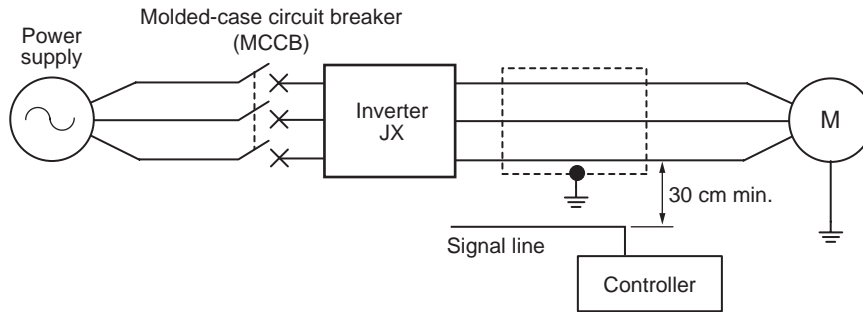 Molded-case circuit breaker
(MCCB)
Power
supply
Inverter
JX
M
30 cm min.
Signal line
Controller